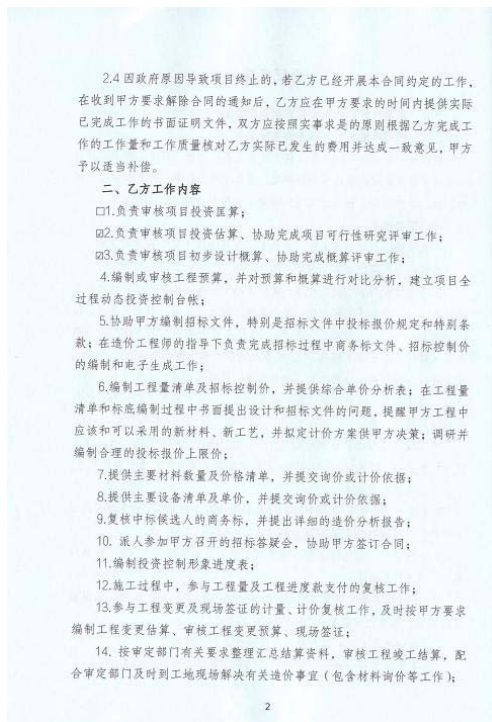 2.4 因政府原因导致项目终止的，若乙方已经开展本合同约定的工作，
在收到甲方要求解除合同的通知后，乙方应在甲方要求的时间内提供实际
已完成工作的书面证明文件，双方应按照实事求是的原则根据乙方完成工
作的工作量和工作质量核对乙方实际已发生的费用并达成一致意见，甲方
予以适当补偿。
二、乙方工作内容
□1.负责审核项目投资匡算；
☑2.负责审核项目投资估算、协助完成项目可行性研究评审工作；
☑3.负责审核项目初步设计概算、协助完成概算评审工作；
4.编制或审核工程预算，并对预算和概算进行对比分析，建立项目全
过程动态投资控制台帐；
5.协助甲方编制招标文件，特别是招标文件中投标报价规定和特别条
款；在造价工程师的指导下负责完成招标过程中商务标文件、招标控制价
的编制和电子生成工作；
6.编制工程量清单及招标控制价，并提供综合单价分析表；在工程量
清单和标底编制过程中书面提出设计和招标文件的问题，提醒甲方工程中
应该和可以采用的新材料、新工艺，并拟定计价方案供甲方决策；调研并
编制合理的投标报价上限价；
7.提供主要材料数量及价格清单，并提交询价或计价依据；
8.提供主要设备清单及单价，并提交询价或计价依据；
9.复核中标候选人的商务标，并提出详细的造价分析报告；
10. 派人参加甲方召开的招标答疑会，协助甲方签订合同；
11.编制投资控制形象进度表；
12.施工过程中，参与工程量及工程进度款支付的复核工作；
13.参与工程变更及现场签证的计量、计价复核工作，及时按甲方要求
编制工程变更估算、审核工程变更预算、现场签证；
14. 按审定部门有关要求整理汇总结算资料，审核工程竣工结算，配
合审定部门及时到工地现场解决有关造价事宜（包含材料询价等工作）；
2